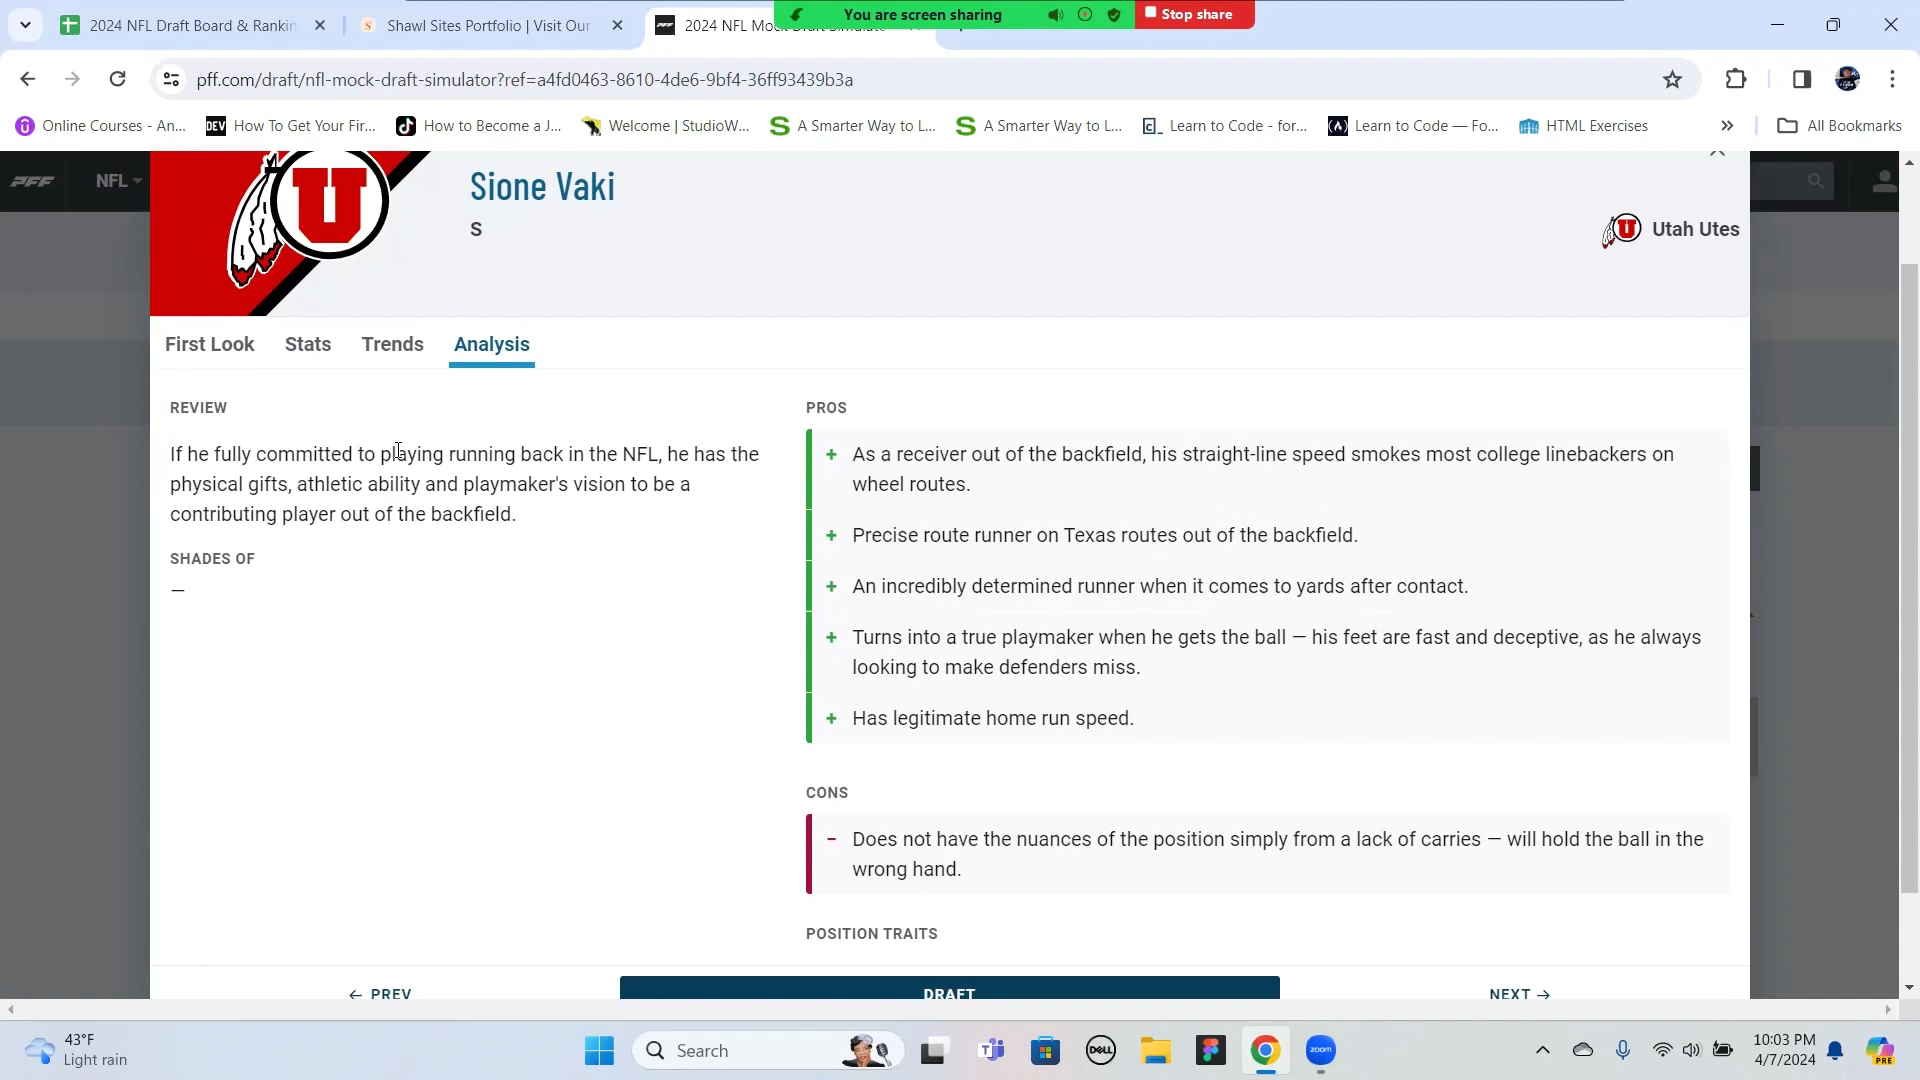 2024 NFL Draft Board & Rankin
Shawl Sites Portfolio | Visit Our
2024 NFL Mock Draft Simulate
You are screen sharing
Stop share
pff.com/draft/nfl-mock-draft-simulator?ref=a4fd0463-8610-4de6-9bf4-36ff93439b3a
Online Courses - An...
DEV
How To Get Your Fir...
How to Become a J...
Welcome | StudioW...
A Smarter Way to L...
A Smarter Way to L...
Learn to Code - for...
Learn to Code — Fo...
HTML Exercises
All Bookmarks
PFF
NFL
U
Sione Vaki
S
Utah Utes
First Look
Stats
Trends
Analysis
REVIEW
If he fully committed to playing running back in the NFL, he has the
physical gifts, athletic ability and playmaker's vision to be a
contributing player out of the backfield.
SHADES OF
—
PROS
+ As a receiver out of the backfield, his straight-line speed smokes most college linebackers on
wheel routes.
+ Precise route runner on Texas routes out of the backfield.
+ An incredibly determined runner when it comes to yards after contact.
+ Turns into a true playmaker when he gets the ball — his feet are fast and deceptive, as he always
looking to make defenders miss.
+ Has legitimate home run speed.
CONS
− Does not have the nuances of the position simply from a lack of carries — will hold the ball in the
wrong hand.
POSITION TRAITS
← PREV
DRAFT
NEXT →
43°F
Light rain
Search
DELL
zoom
10:03 PM
4/7/2024
PRE